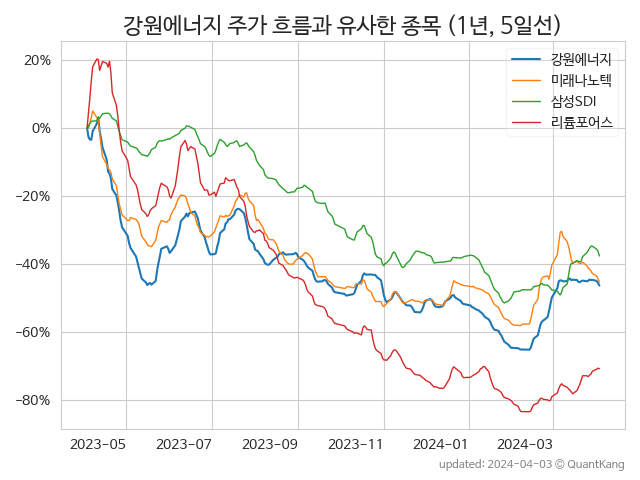 강원에너지 주가 흐름과 유사한 종목 (1년, 5일선)
강원에너지
미래나노텍
삼성SDI
리튬포어스
20%
0%
−20%
−40%
−60%
−80%
2023-05 2023-07 2023-09 2023-11 2024-01 2024-03
updated: 2024-04-03 © QuantKang